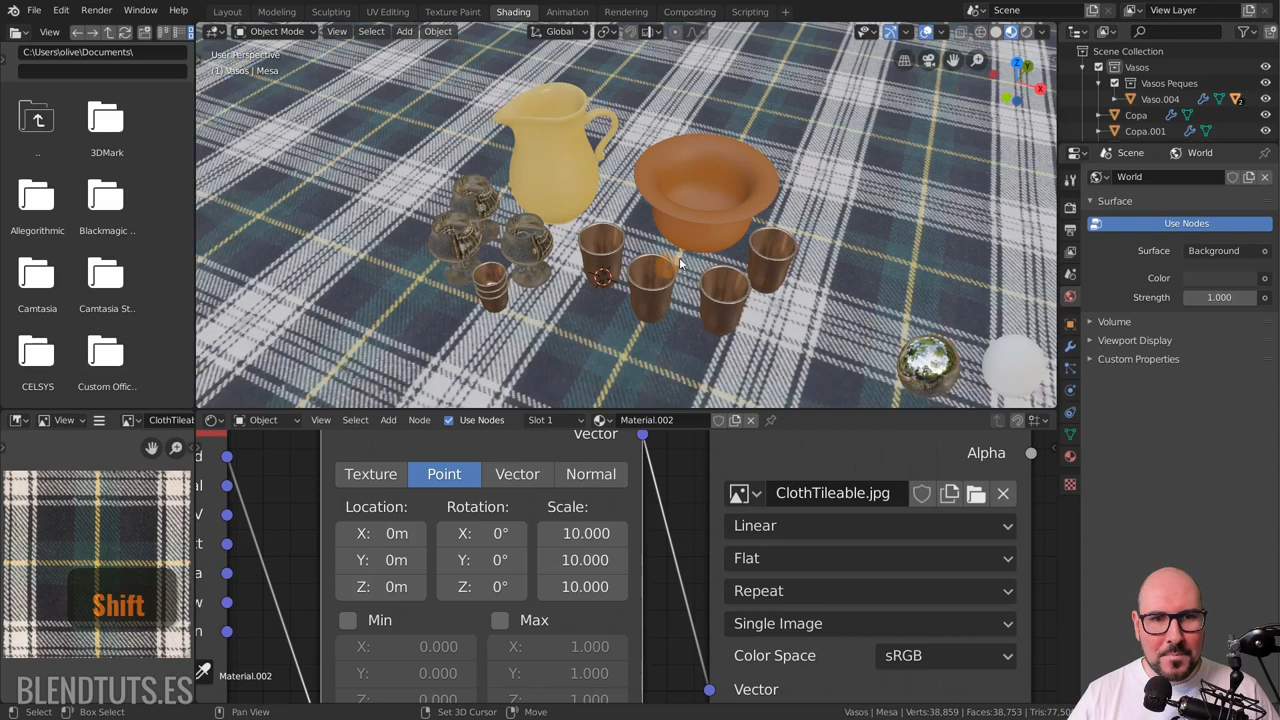 File Edit Render Window Help
Layout Modeling Sculpting UV Editing Texture Paint Shading Animation Rendering Compositing Scripting
Scene
View Layer
View
C:\Users\olive\Documents\
..
3DMark
Allegorithmic
Blackmagic ..
Camtasia
Camtasia St..
CELSYS
Custom Offic..
Object Mode View Select Add Object
Global
User Perspective
(1) Vasos | Mesa
Z
Y
X
Scene Collection
Vasos
Vasos Peques
Vaso.004
2
Copa
Copa.001
Scene
World
World
Surface
Use Nodes
Surface
Background
Color
Strength
1.000
Volume
Viewport Display
Custom Properties
View
ClothTileabl
Shift
BLENDTUTS.ES
Object View Select Add Node Use Nodes Slot 1 Material.002
Vector
Texture Point Vector Normal
Location: Rotation: Scale:
X: 0m X: 0° 10.000
Y: 0m Y: 0° 10.000
Z: 0m Z: 0° 10.000
Min Max
X: 0.000 X: 1.000
Y: 0.000 Y: 1.000
Material.002
Alpha
ClothTileable.jpg
Linear
Flat
Repeat
Single Image
Color Space sRGB
Vector
Select Box Select Pan View Set 3D Cursor Move
Vasos | Mesa | Verts:38,859 | Faces:38,753 | Tris:77,50